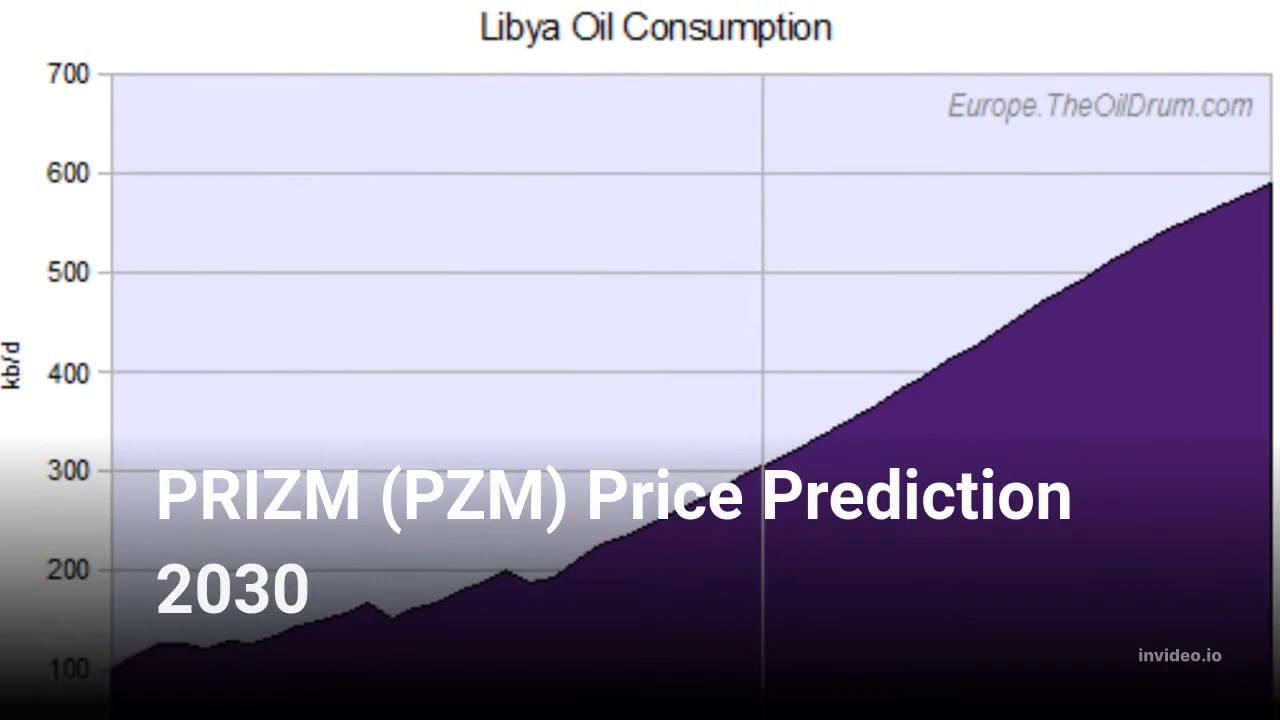 Libya Oil Consumption
700
Europe.TheOilDrum.com
600
500
kb/d
400
300
PRIZM (PZM) Price Prediction
2030
200
invideo.io
100